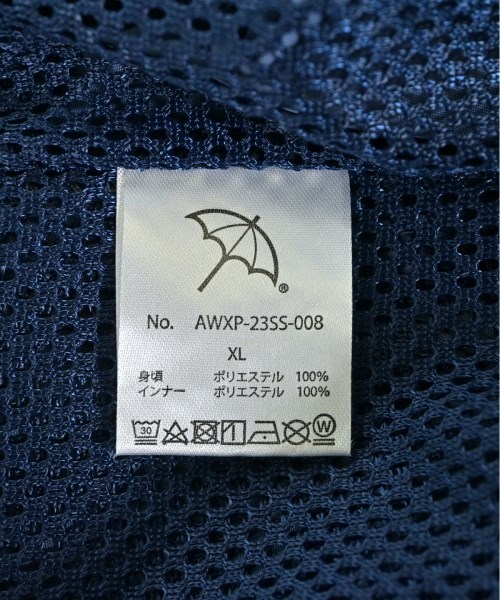 ®
No. AWXP-23SS-008
XL
身頃 ポリエステル 100%
インナー ポリエステル 100%
30 W